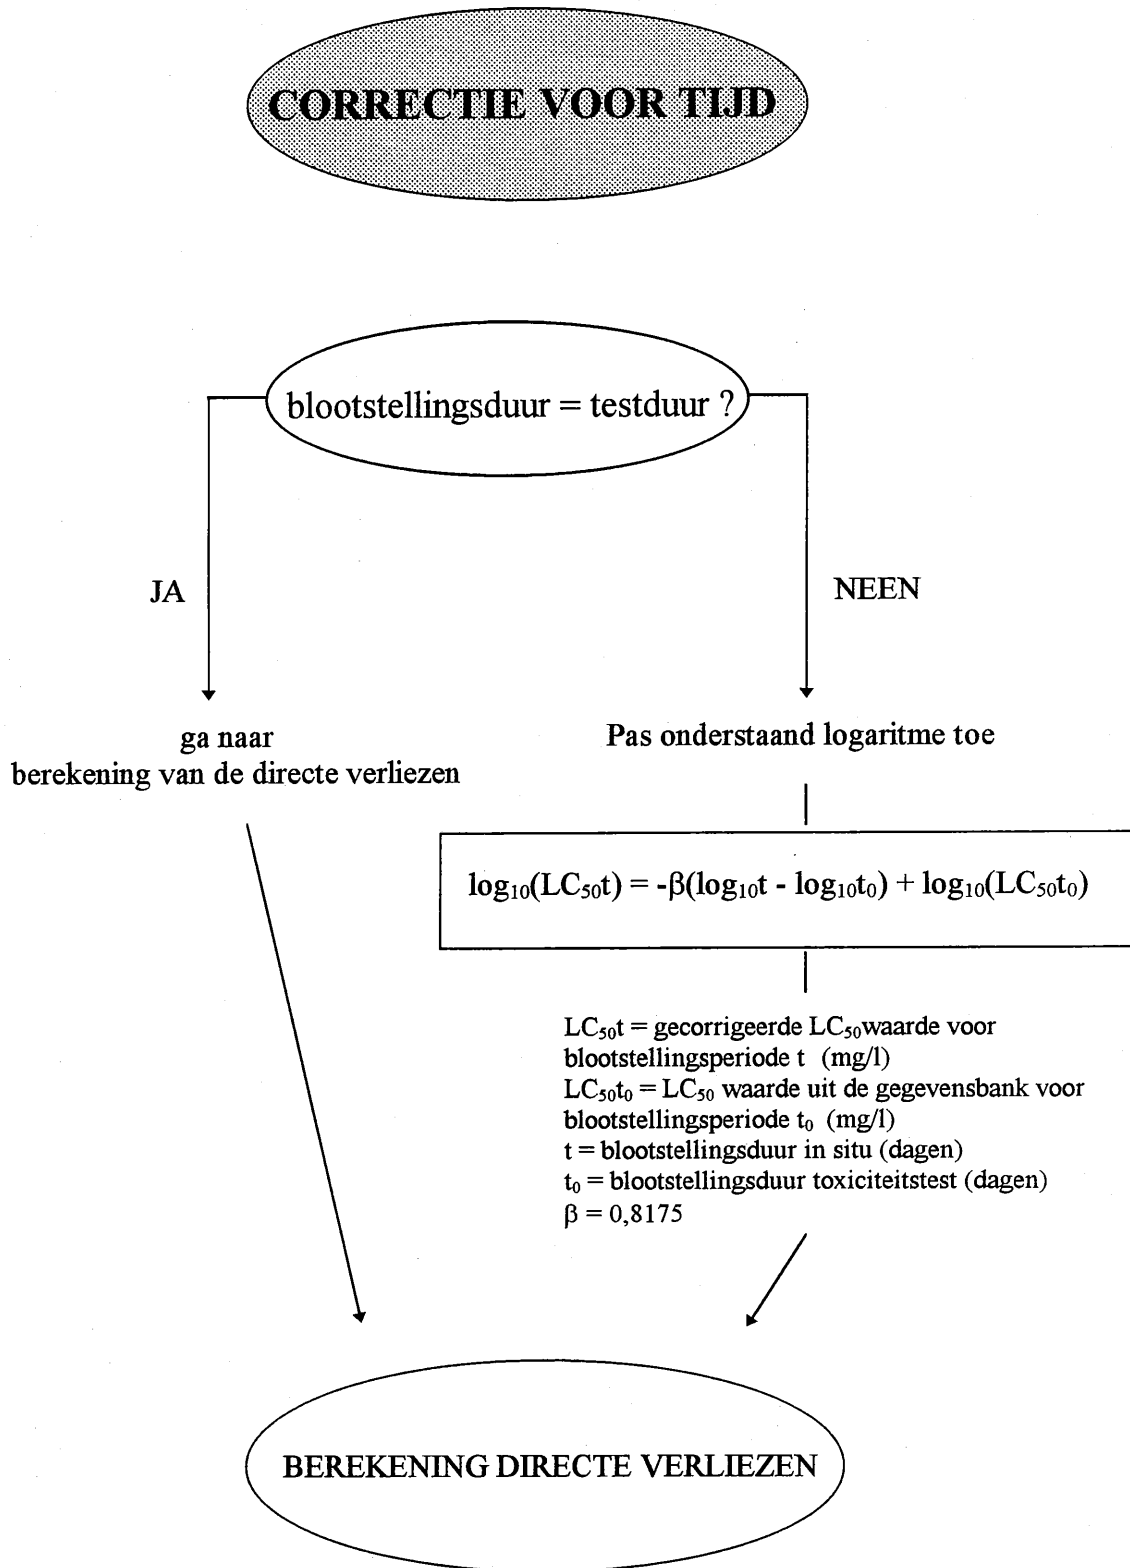 CORRECTIE VOOR TIJD
blootstellingsduur = testduur ?
JA
NEEN
ga naar
berekening van de directe verliezen
Pas onderstaand logaritme toe
log₁₀(LC₅₀t) = -β(log₁₀t - log₁₀t₀) + log₁₀(LC₅₀t₀)
LC₅₀t = gecorrigeerde LC₅₀waarde voor
blootstellingsperiode t (mg/l)
LC₅₀t₀ = LC₅₀ waarde uit de gegevensbank voor
blootstellingsperiode t₀ (mg/l)
t = blootstellingsduur in situ (dagen)
t₀ = blootstellingsduur toxiciteitstest (dagen)
β = 0,8175
BEREKENING DIRECTE VERLIEZEN